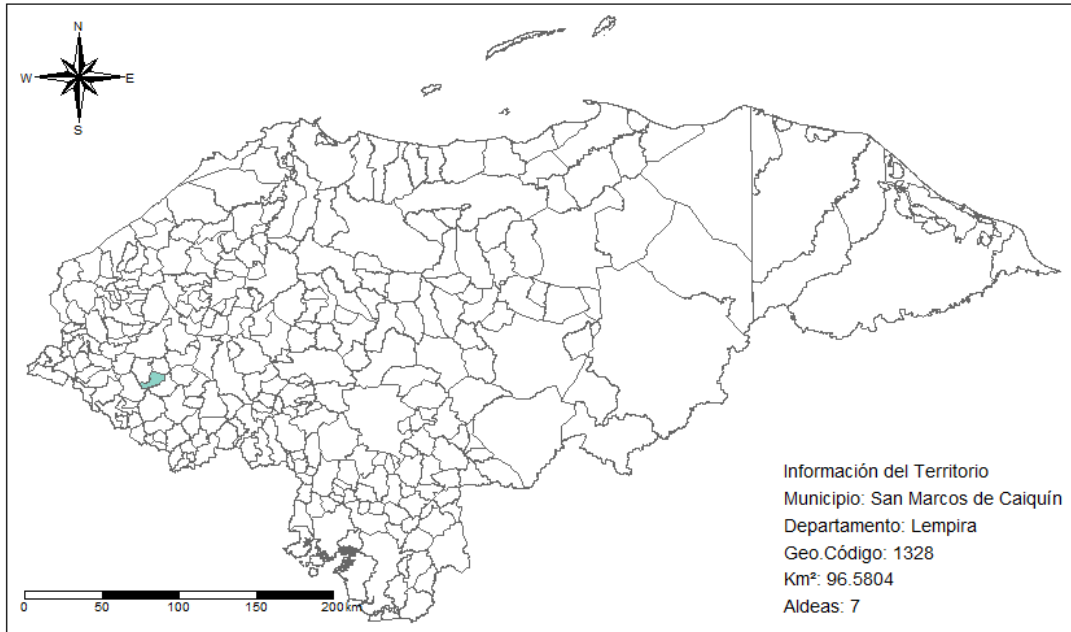 N
W E
S
Información del Territorio
Municipio: San Marcos de Caiquín
Departamento: Lempira
Geo.Código: 1328
Km²: 96.5804
Aldeas: 7
0 50 100 150 200 km